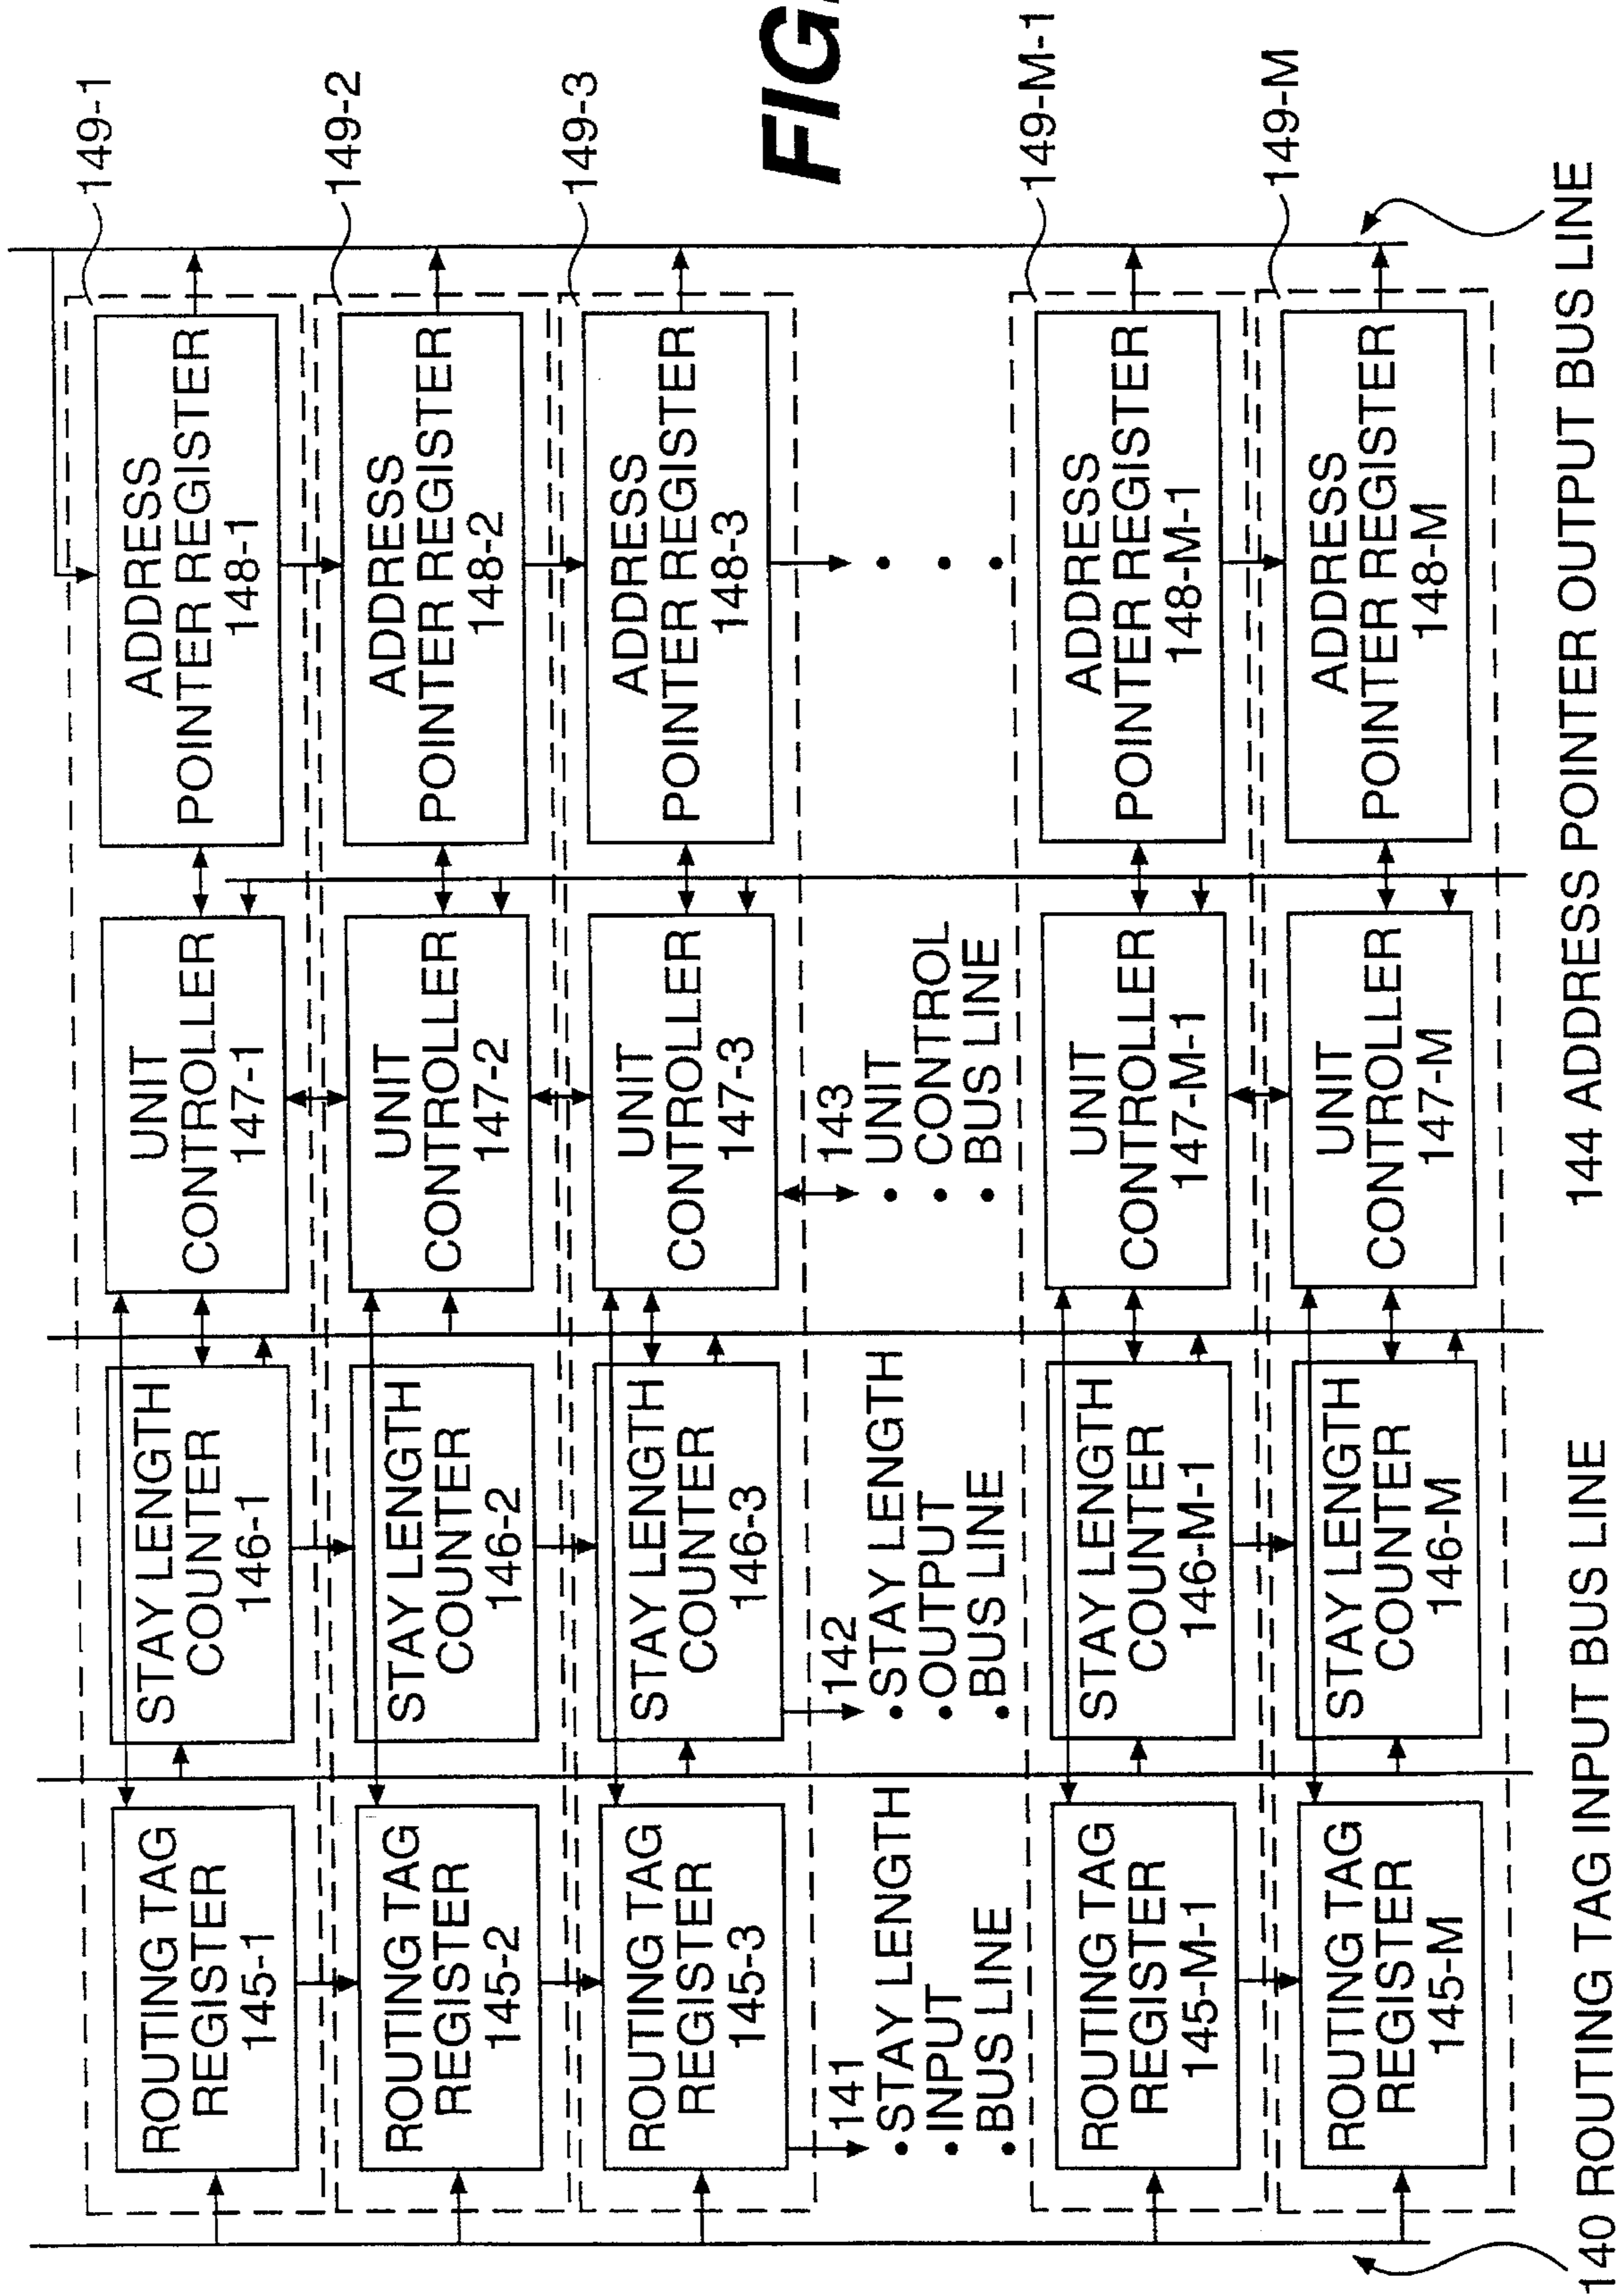 149-1
ROUTING TAG
REGISTER
145-1
STAY LENGTH
COUNTER
146-1
UNIT
CONTROLLER
147-1
ADDRESS
POINTER REGISTER
148-1
149-2
ROUTING TAG
REGISTER
145-2
STAY LENGTH
COUNTER
146-2
UNIT
CONTROLLER
147-2
ADDRESS
POINTER REGISTER
148-2
149-3
ROUTING TAG
REGISTER
145-3
STAY LENGTH
COUNTER
146-3
UNIT
CONTROLLER
147-3
ADDRESS
POINTER REGISTER
148-3
FIG.
141
STAY LENGTH
INPUT
BUS LINE
142
STAY LENGTH
OUTPUT
BUS LINE
143
UNIT
CONTROL
BUS LINE
149-M-1
ROUTING TAG
REGISTER
145-M-1
STAY LENGTH
COUNTER
146-M-1
UNIT
CONTROLLER
147-M-1
ADDRESS
POINTER REGISTER
148-M-1
149-M
ROUTING TAG
REGISTER
145-M
STAY LENGTH
COUNTER
146-M
UNIT
CONTROLLER
147-M
ADDRESS
POINTER REGISTER
148-M
144 ADDRESS POINTER OUTPUT BUS LINE
140 ROUTING TAG INPUT BUS LINE